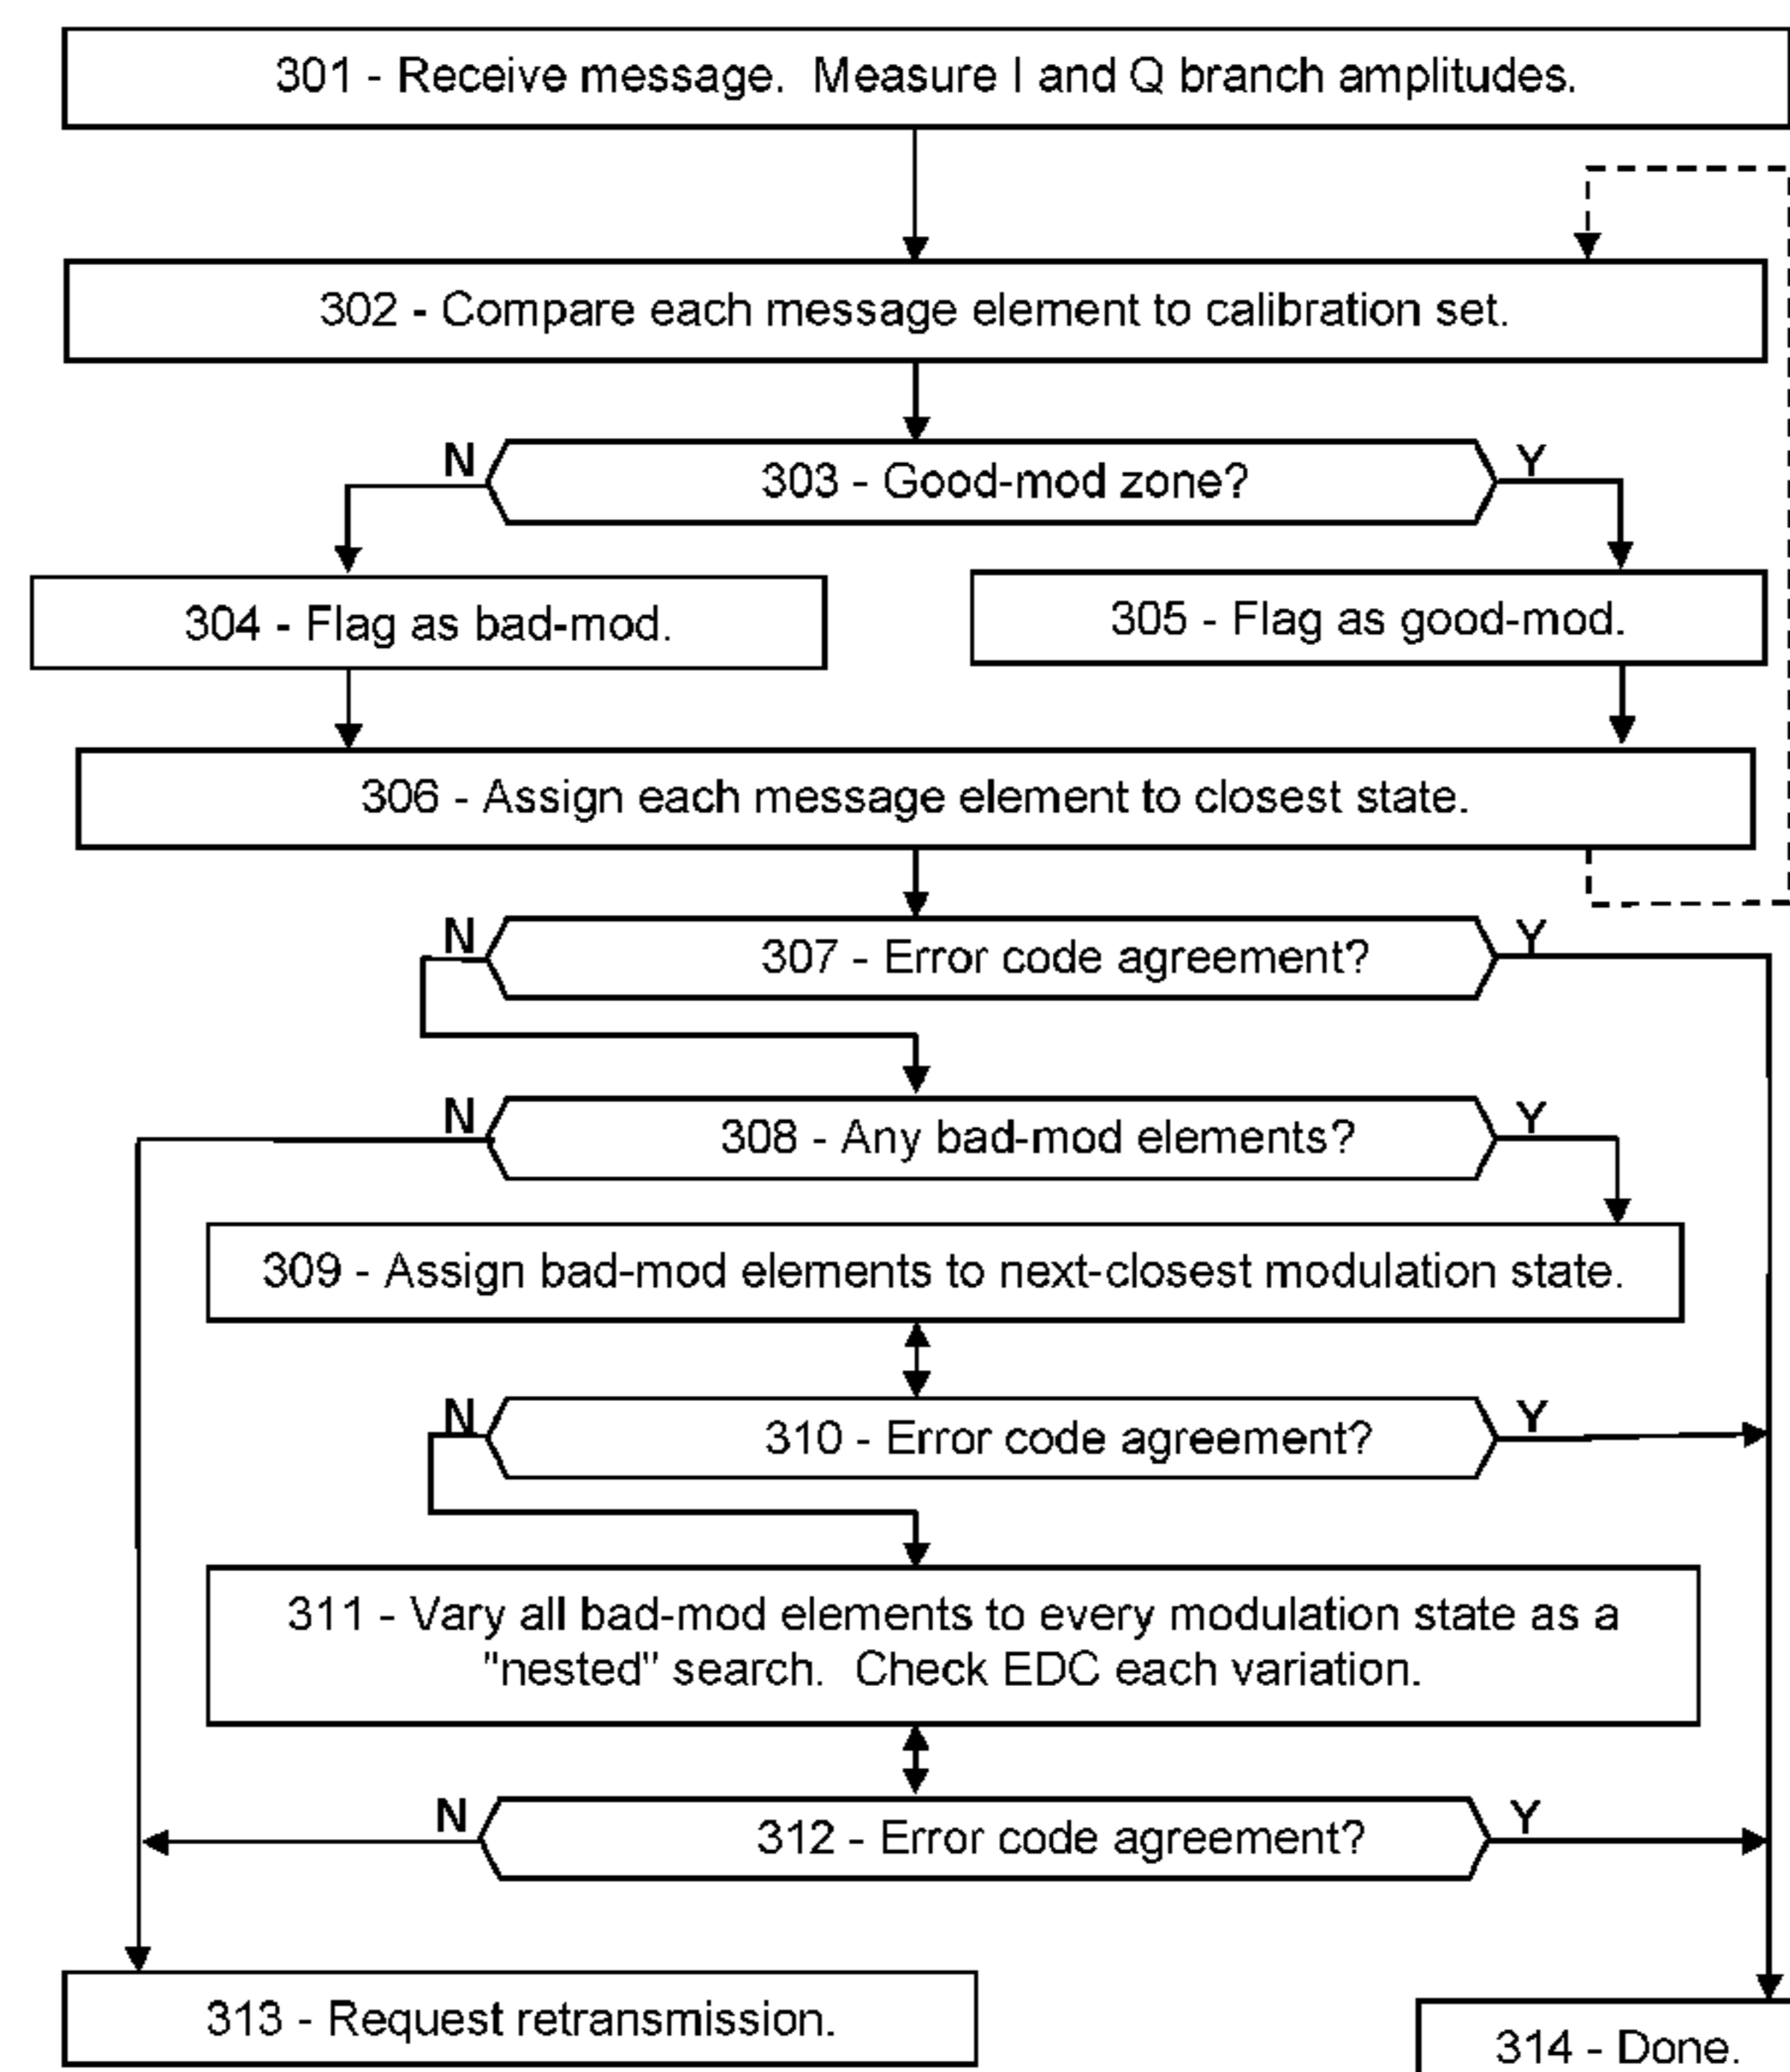 301 - Receive message.  Measure I and Q branch amplitudes.
302 - Compare each message element to calibration set.
N
303 - Good-mod zone?
Y
304 - Flag as bad-mod.
305 - Flag as good-mod.
306 - Assign each message element to closest state.
N
307 - Error code agreement?
Y
N
308 - Any bad-mod elements?
Y
309 - Assign bad-mod elements to next-closest modulation state.
N
310 - Error code agreement?
Y
311 - Vary all bad-mod elements to every modulation state as a
"nested" search.  Check EDC each variation.
N
312 - Error code agreement?
Y
313 - Request retransmission.
314 - Done.